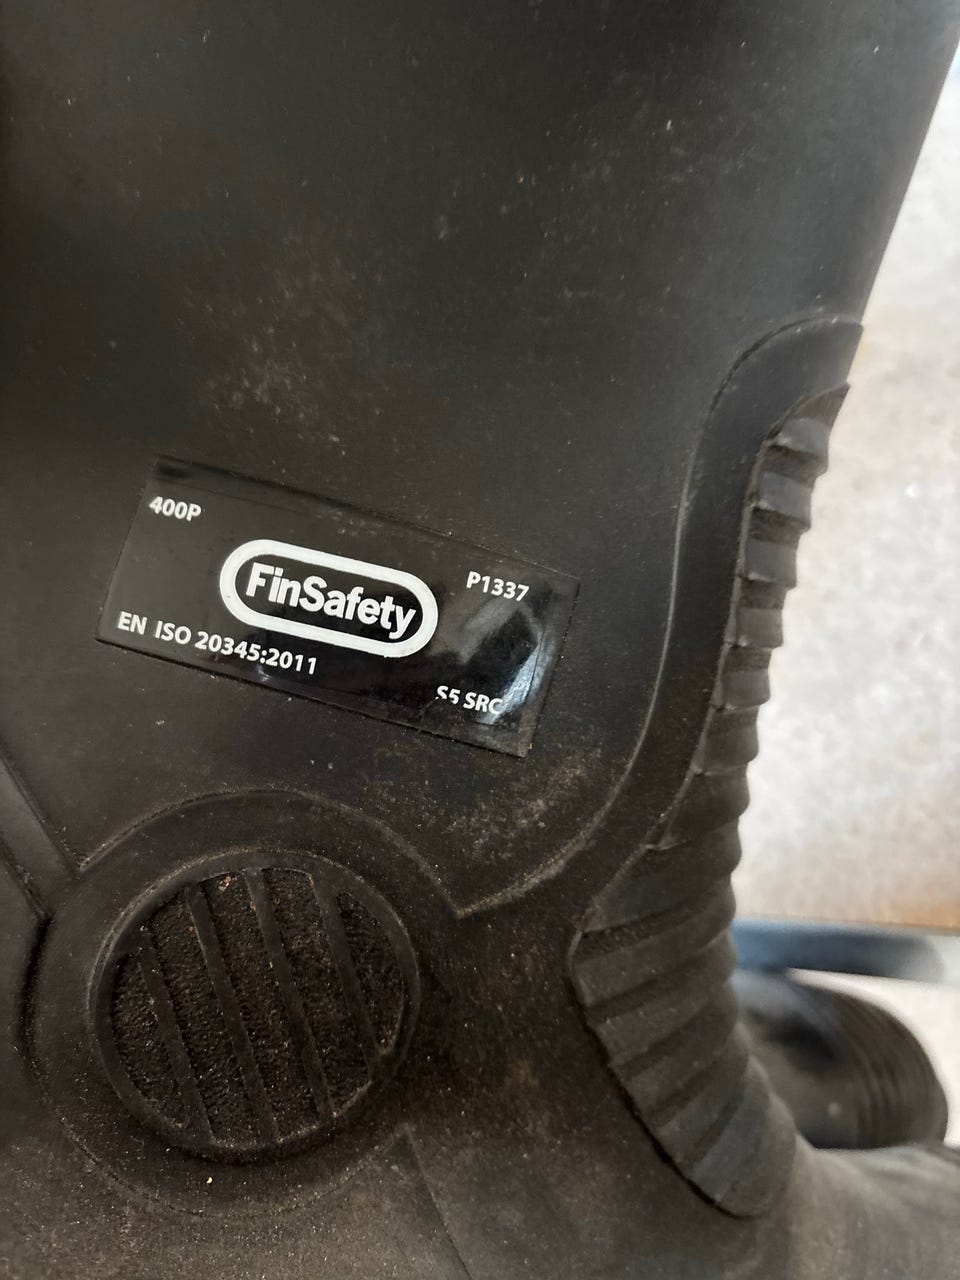 400P
P1337
FinSafety
EN ISO 20345:2011
S5 SRC